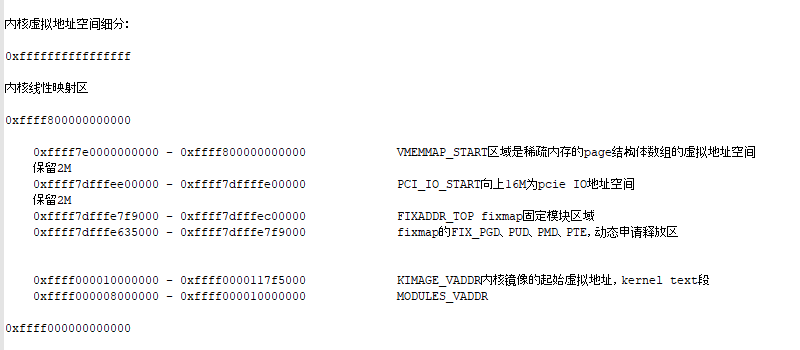 内核虚拟地址空间细分:
0xffffffffffffffff
内核线性映射区
0xffff800000000000
0xffff7e0000000000 - 0xffff800000000000 VMEMMAP_START区域是稀疏内存的page结构体数组的虚拟地址空间
保留2M
0xffff7dffffee00000 - 0xffff7dffffe00000 PCI_IO_START向上16M为pcie IO地址空间
保留2M
0xffff7dfffe7f9000 - 0xffff7dfffec00000 FIXADDR_TOP fixmap固定模块区域
0xffff7dfffe635000 - 0xffff7dfffe7f9000 fixmap的FIX_PGD、PUD、PMD、PTE,动态申请释放区
0xffff000010000000 - 0xffff0000117f5000 KIMAGE_VADDR内核镜像的起始虚拟地址,kernel text段
0xffff000008000000 - 0xffff000010000000 MODULES_VADDR
0xffff000000000000